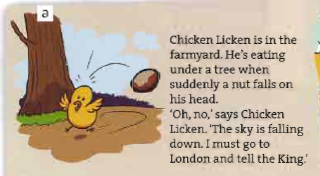 a
Chicken Licken is in the
farmyard. He's eating
under a tree when
suddenly a nut falls on
his head.
'Oh, no,' says Chicken
Licken. 'The sky is falling
down. I must go to
London and tell the King.'